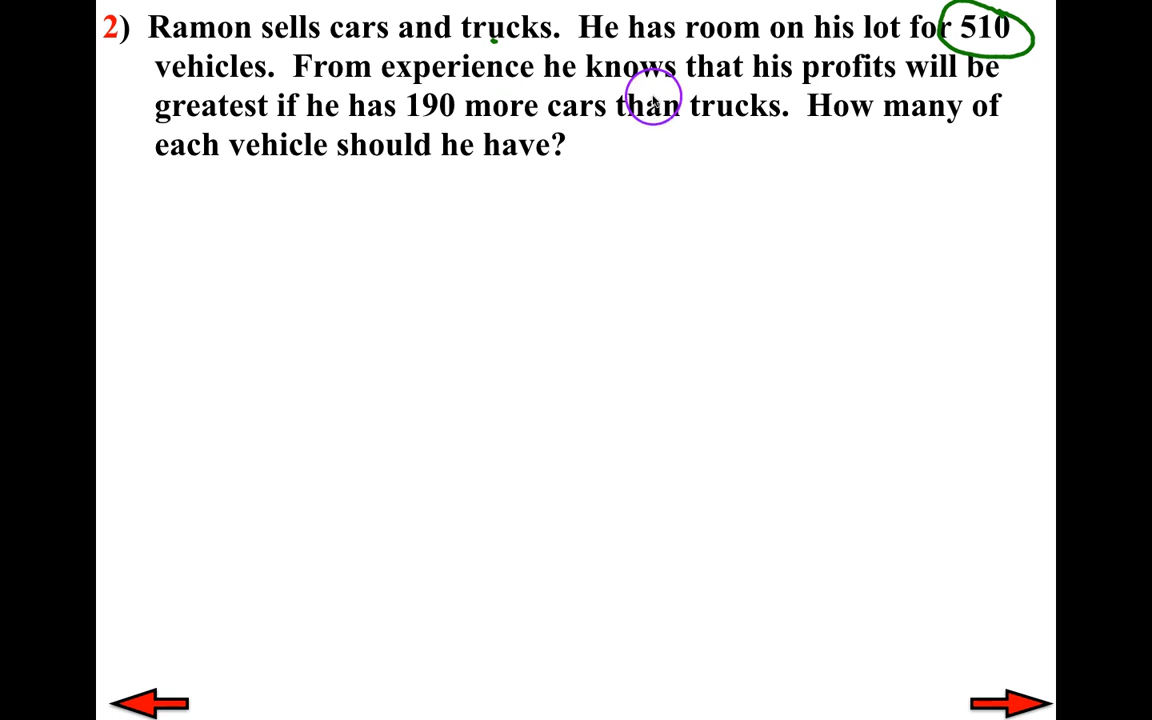 2) Ramon sells cars and trucks. He has room on his lot for 510
vehicles. From experience he knows that his profits will be
greatest if he has 190 more cars than trucks. How many of
each vehicle should he have?